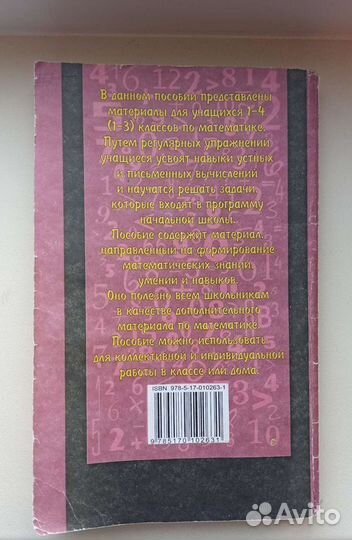 В данном пособии представлены
материалы для учащихся 1-4
(1-3) классов по математике.
Путем регулярных упражнений
учащиеся усвоят навыки устных
и письменных вычислений
и научатся решать задачи,
которые входят в программу
начальной школы.
Пособие содержит материал,
направленный на формирование
математических знаний,
умений и навыков.
Оно полезно всем школьникам
в качестве дополнительного
материала по математике.
Пособие можно использовать
для коллективной и индивидуальной
работы в классе или дома.
ISBN 978-5-17-010263-1
9 785170 102631
Avito